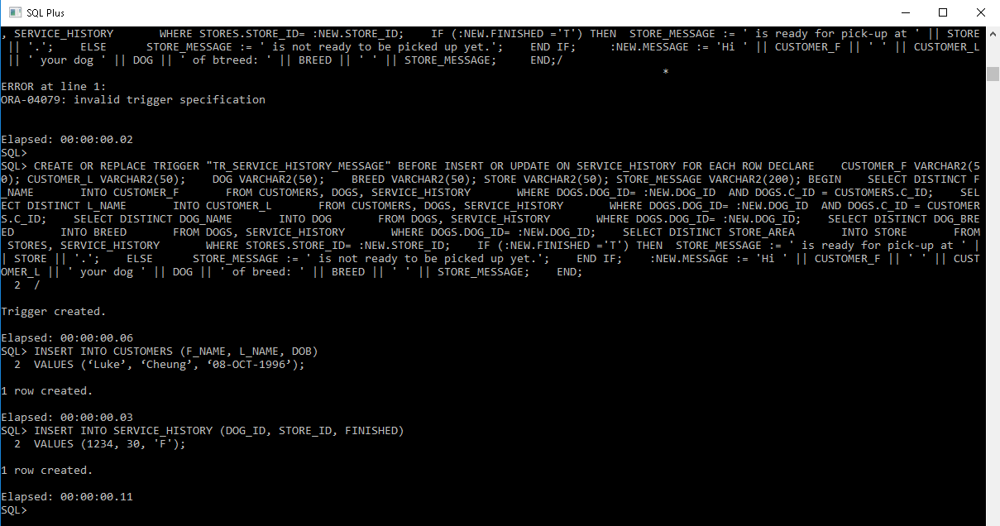 SQL Plus
, SERVICE_HISTORY       WHERE STORES.STORE_ID= :NEW.STORE_ID;    IF (:NEW.FINISHED ='T') THEN  STORE_MESSAGE := ' is ready for pick-up at ' || STORE
 || '.';    ELSE      STORE_MESSAGE := ' is not ready to be picked up yet.';    END IF;     :NEW.MESSAGE := 'Hi ' || CUSTOMER_F || ' ' || CUSTOMER_L
 || ' your dog ' || DOG || ' of btreed: ' || BREED || ' ' || STORE_MESSAGE;     END;/
*
ERROR at line 1:
ORA-04079: invalid trigger specification
Elapsed: 00:00:00.02
SQL>
SQL> CREATE OR REPLACE TRIGGER "TR_SERVICE_HISTORY_MESSAGE" BEFORE INSERT OR UPDATE ON SERVICE_HISTORY FOR EACH ROW DECLARE    CUSTOMER_F VARCHAR2(5
0); CUSTOMER_L VARCHAR2(50);    DOG VARCHAR2(50);    BREED VARCHAR2(50); STORE VARCHAR2(50); STORE_MESSAGE VARCHAR2(200); BEGIN    SELECT DISTINCT F
_NAME       INTO CUSTOMER_F       FROM CUSTOMERS, DOGS, SERVICE_HISTORY       WHERE DOGS.DOG_ID= :NEW.DOG_ID  AND DOGS.C_ID = CUSTOMERS.C_ID;    SEL
ECT DISTINCT L_NAME       INTO CUSTOMER_L       FROM CUSTOMERS, DOGS, SERVICE_HISTORY       WHERE DOGS.DOG_ID= :NEW.DOG_ID  AND DOGS.C_ID = CUSTOMER
S.C_ID;    SELECT DISTINCT DOG_NAME       INTO DOG       FROM DOGS, SERVICE_HISTORY       WHERE DOGS.DOG_ID= :NEW.DOG_ID;    SELECT DISTINCT DOG_BRE
ED       INTO BREED       FROM DOGS, SERVICE_HISTORY       WHERE DOGS.DOG_ID= :NEW.DOG_ID;    SELECT DISTINCT STORE_AREA       INTO STORE       FROM
 STORES, SERVICE_HISTORY       WHERE STORES.STORE_ID= :NEW.STORE_ID;    IF (:NEW.FINISHED ='T') THEN  STORE_MESSAGE := ' is ready for pick-up at ' |
| STORE || '.';    ELSE      STORE_MESSAGE := ' is not ready to be picked up yet.';    END IF;    :NEW.MESSAGE := 'Hi ' || CUSTOMER_F || ' ' || CUST
OMER_L || ' your dog ' || DOG || ' of breed: ' || BREED || ' ' || STORE_MESSAGE;    END;
  2  /
Trigger created.
Elapsed: 00:00:00.06
SQL> INSERT INTO CUSTOMERS (F_NAME, L_NAME, DOB)
  2  VALUES (‘Luke’, ‘Cheung’, ‘08-OCT-1996’);
1 row created.
Elapsed: 00:00:00.03
SQL> INSERT INTO SERVICE_HISTORY (DOG_ID, STORE_ID, FINISHED)
  2  VALUES (1234, 30, 'F');
1 row created.
Elapsed: 00:00:00.11
SQL>